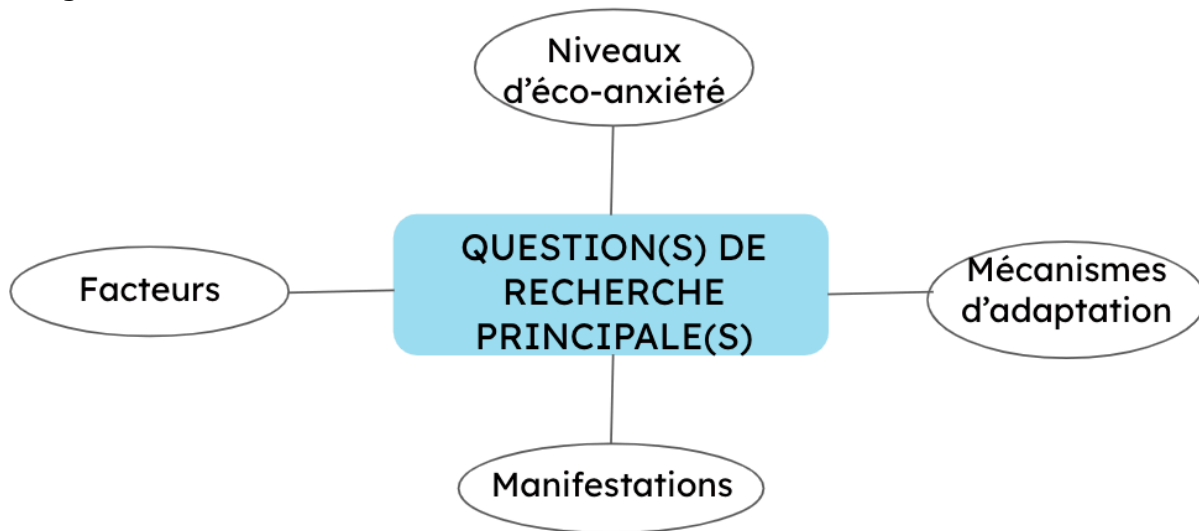 Niveaux
d'éco-anxiété
QUESTION(S) DE
RECHERCHE
PRINCIPALE(S)
Facteurs
Mécanismes
d'adaptation
Manifestations